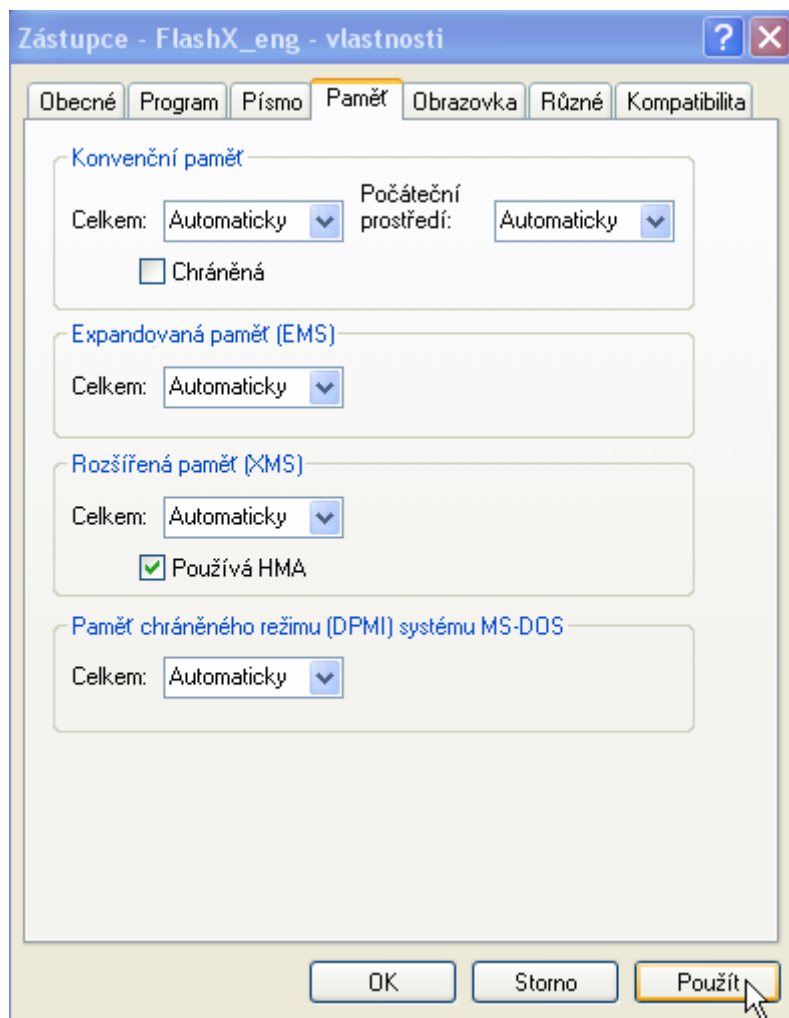 Zástupce - FlashX_eng - vlastnosti
Obecné Program Písmo Paměť Obrazovka Různé Kompatibilita
Konvenční paměť
Celkem: Automaticky Počáteční prostředí: Automaticky
Chráněná
Expandovaná paměť (EMS)
Celkem: Automaticky
Rozšířená paměť (XMS)
Celkem: Automaticky
Používá HMA
Paměť chráněného režimu (DPMI) systému MS-DOS
Celkem: Automaticky
OK Storno Použít